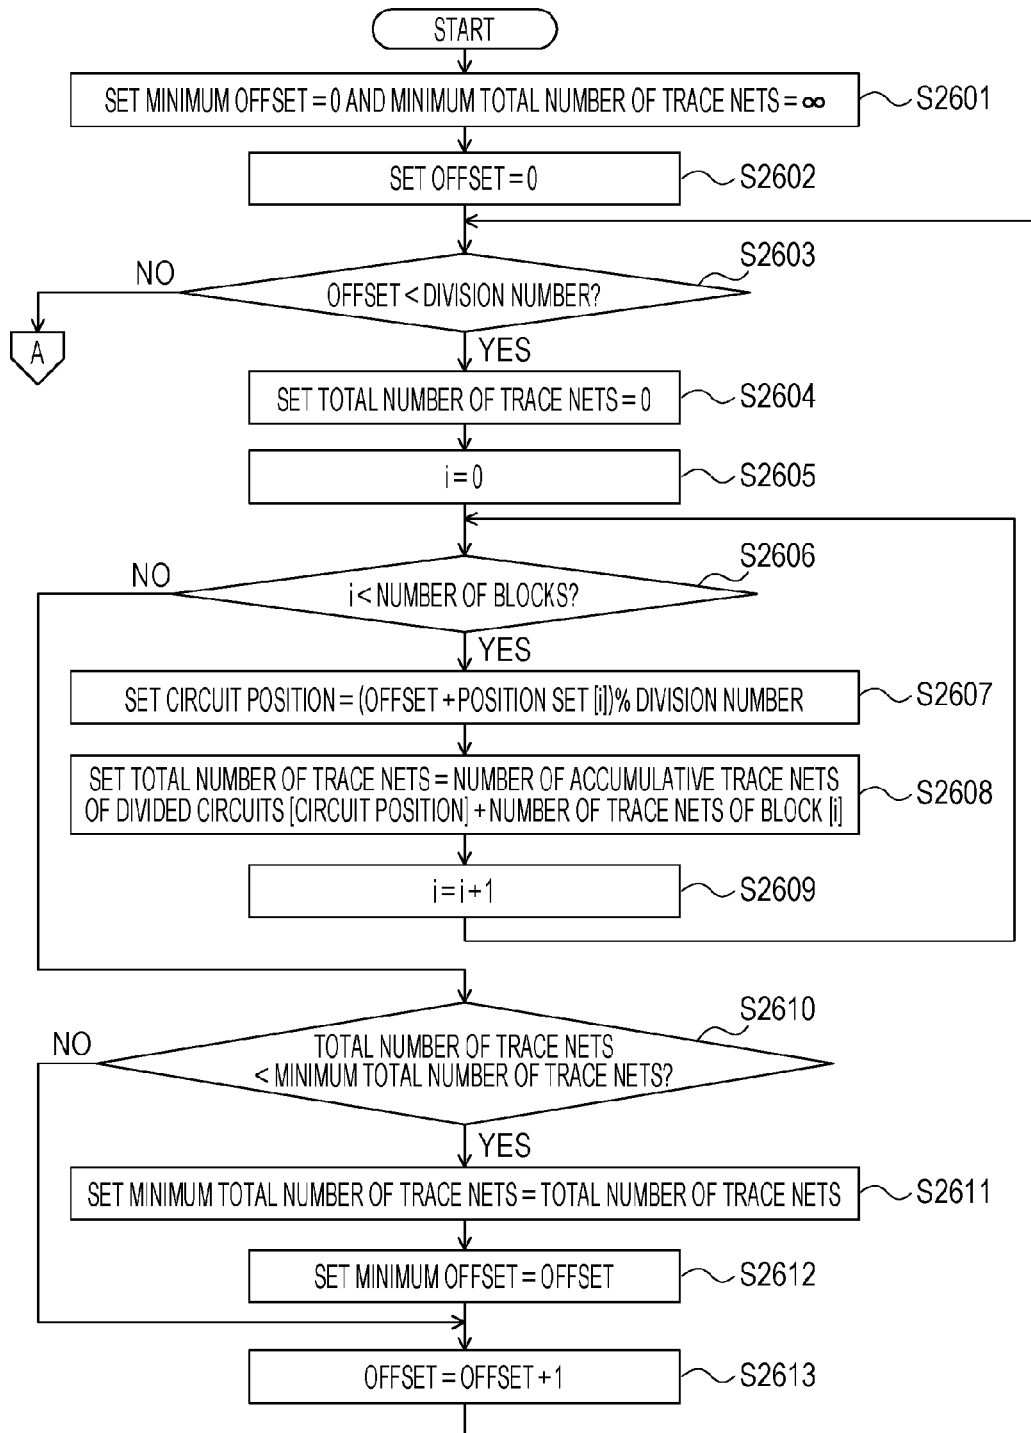 START
SET MINIMUM OFFSET = 0 AND MINIMUM TOTAL NUMBER OF TRACE NETS = ∞
S2601
SET OFFSET = 0
S2602
S2603
NO
OFFSET < DIVISION NUMBER?
A
YES
SET TOTAL NUMBER OF TRACE NETS = 0
S2604
i = 0
S2605
S2606
NO
i < NUMBER OF BLOCKS?
YES
SET CIRCUIT POSITION = (OFFSET + POSITION SET [i])% DIVISION NUMBER
S2607
SET TOTAL NUMBER OF TRACE NETS = NUMBER OF ACCUMULATIVE TRACE NETS
OF DIVIDED CIRCUITS [CIRCUIT POSITION] + NUMBER OF TRACE NETS OF BLOCK [i]
S2608
i = i + 1
S2609
S2610
NO
TOTAL NUMBER OF TRACE NETS
< MINIMUM TOTAL NUMBER OF TRACE NETS?
YES
SET MINIMUM TOTAL NUMBER OF TRACE NETS = TOTAL NUMBER OF TRACE NETS
S2611
SET MINIMUM OFFSET = OFFSET
S2612
OFFSET = OFFSET + 1
S2613